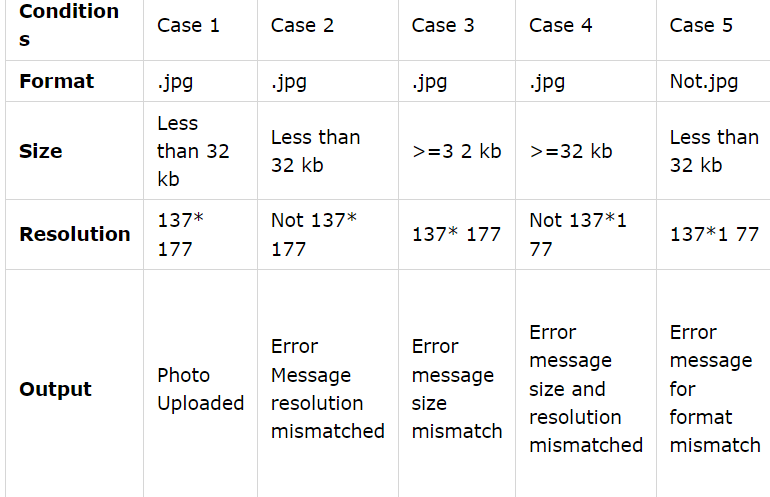 Condition
s
Case 1
Case 2
Case 3
Case 4
Case 5
Format
.jpg
.jpg
.jpg
.jpg
Not.jpg
Size
Less
than 32
kb
Less than
32 kb
>=3 2 kb
>=32 kb
Less than
32 kb
Resolution
137*
177
Not 137*
177
137* 177
Not 137*1
77
137*1 77
Output
Photo
Uploaded
Error
Message
resolution
mismatched
Error
message
size
mismatch
Error
message
size and
resolution
mismatched
Error
message
for
format
mismatch